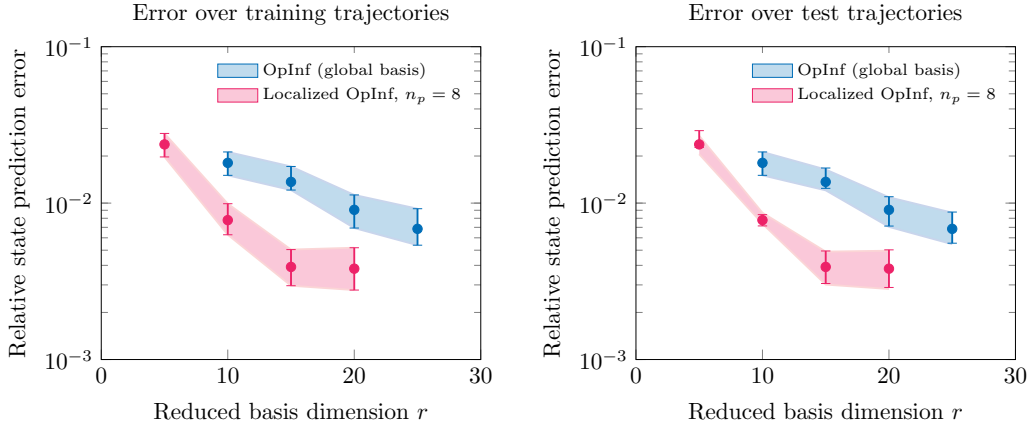 Error over training trajectories
Relative state prediction error
10⁻¹
10⁻²
10⁻³
OpInf (global basis)
Localized OpInf, nₚ = 8
0
10
20
30
Reduced basis dimension r
Error over test trajectories
Relative state prediction error
10⁻¹
10⁻²
10⁻³
OpInf (global basis)
Localized OpInf, nₚ = 8
0
10
20
30
Reduced basis dimension r